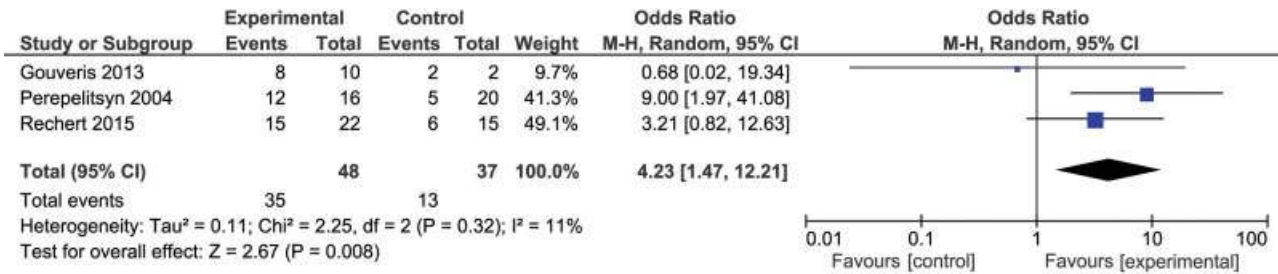 Experimental Control Odds Ratio Odds Ratio
Study or Subgroup Events Total Events Total Weight M-H, Random, 95% CI M-H, Random, 95% CI
Gouveris 2013 8 10 2 2 9.7% 0.68 [0.02, 19.34]
Perepelitsyn 2004 12 16 5 20 41.3% 9.00 [1.97, 41.08]
Rechert 2015 15 22 6 15 49.1% 3.21 [0.82, 12.63]
Total (95% CI) 48 37 100.0% 4.23 [1.47, 12.21]
Total events 35 13
Heterogeneity: Tau² = 0.11; Chi² = 2.25, df = 2 (P = 0.32); I² = 11%
Test for overall effect: Z = 2.67 (P = 0.008)
0.01 0.1 1 10 100
Favours [control] Favours [experimental]